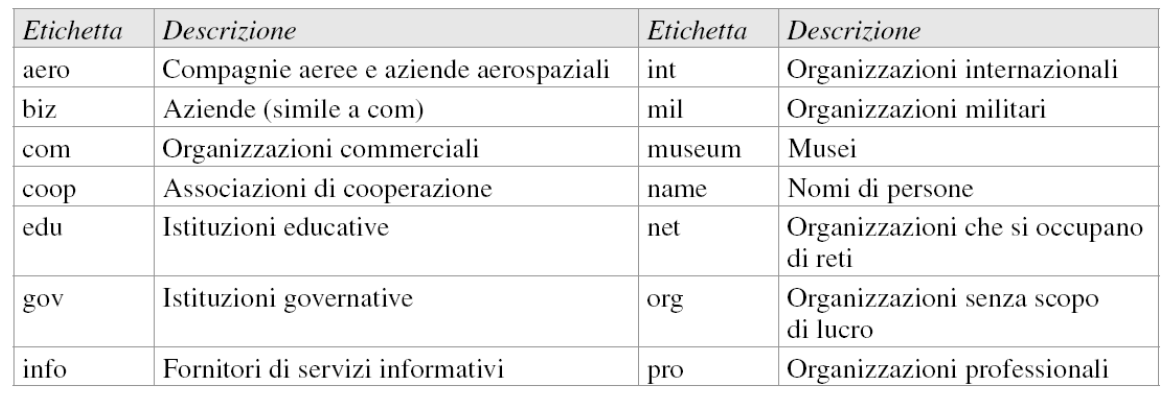 Etichetta Descrizione Etichetta Descrizione
aero Compagnie aeree e aziende aerospaziali int Organizzazioni internazionali
biz Aziende (simile a com) mil Organizzazioni militari
com Organizzazioni commerciali museum Musei
coop Associazioni di cooperazione name Nomi di persone
edu Istituzioni educative net Organizzazioni che si occupano
di reti
gov Istituzioni governative org Organizzazioni senza scopo
di lucro
info Fornitori di servizi informativi pro Organizzazioni professionali